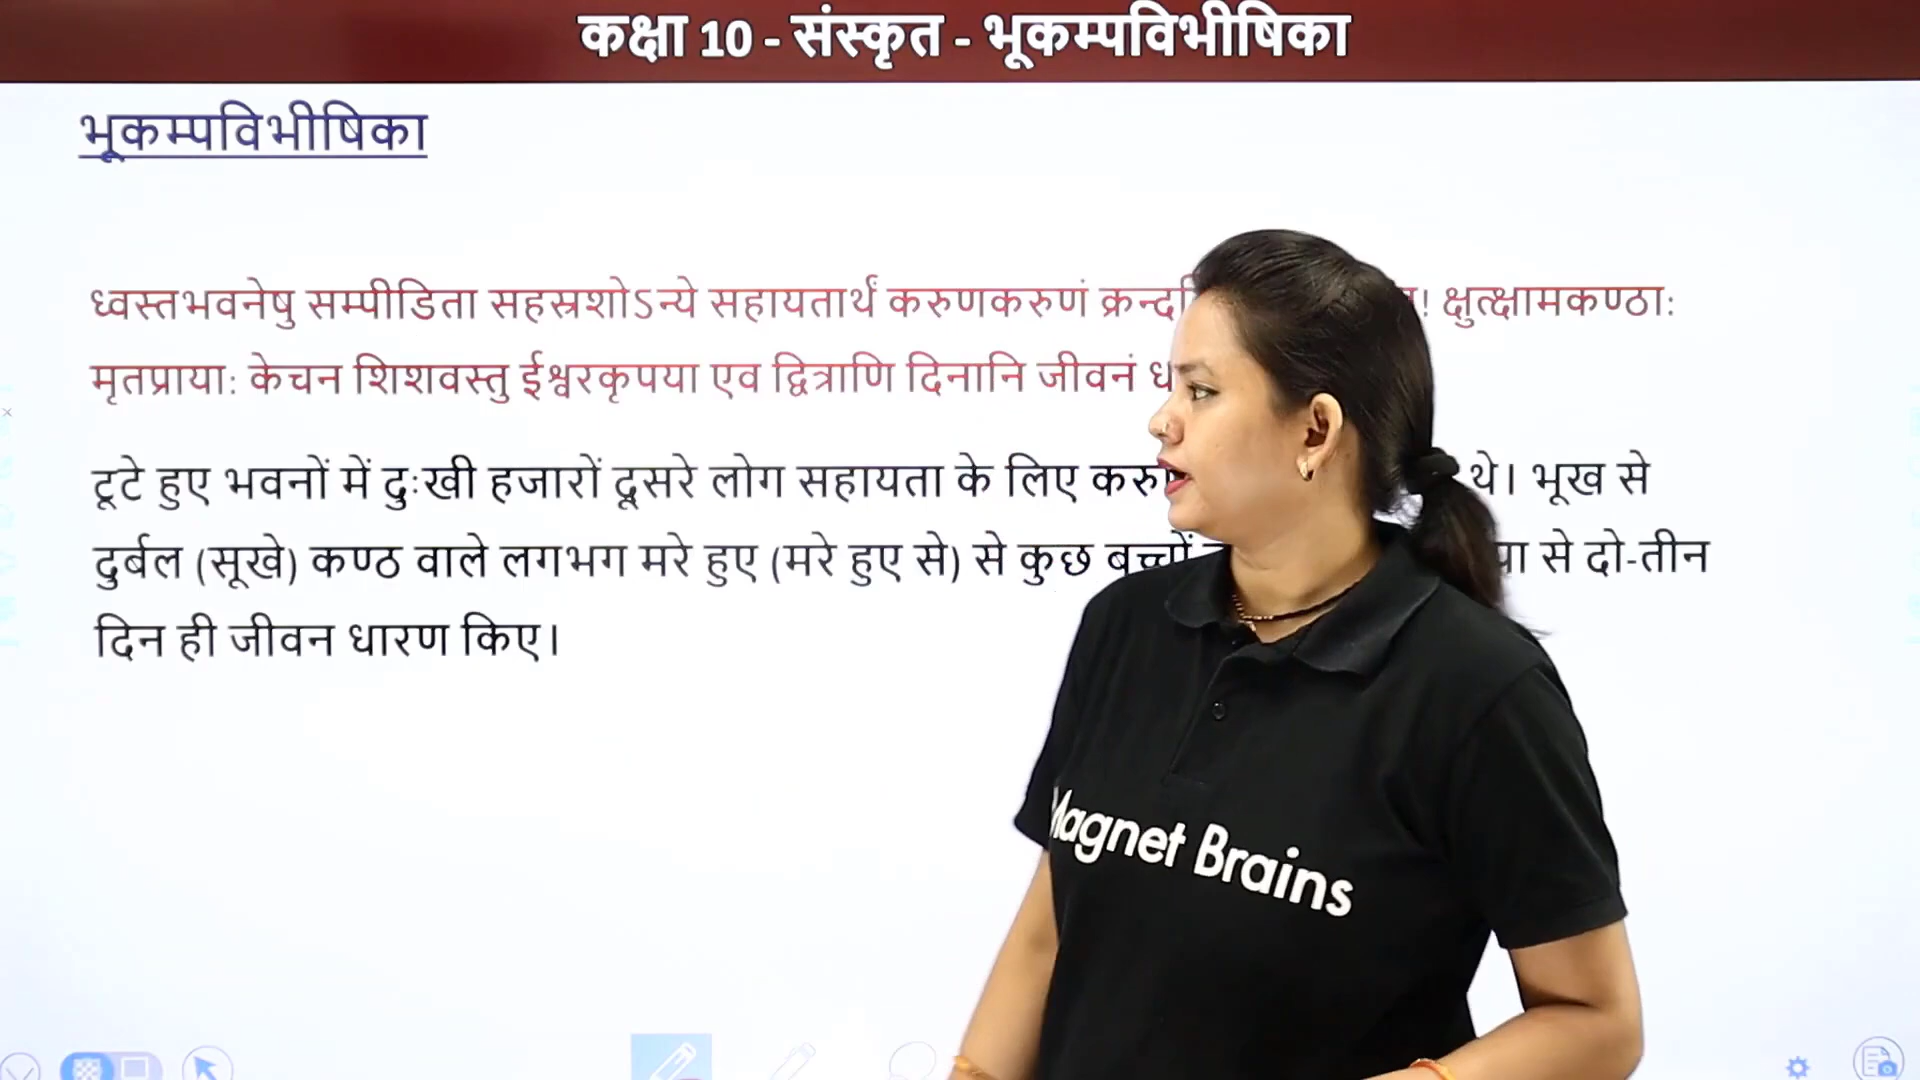 कक्षा 10 - संस्कृत - भूकम्पविभीषिका
भूकम्पविभीषिका
ध्वस्तभवनेषु सम्पीडिता सहस्रशोऽन्ये सहायतार्थं करुणकरुणं ! क्षुत्क्षामकण्ठाः
मृतप्रायाः केचन शिशवस्तु ईश्वरकृपया एव द्वित्राणि दिनानि जीवनं
टूटे हुए भवनों में दुःखी हजारों दूसरे लोग सहायता के लिए थे। भूख से
दुर्बल (सूखे) कण्ठ वाले लगभग मरे हुए (मरे हुए से) से कुछ बच्चों से दो-तीन
दिन ही जीवन धारण किए।
Magnet Brains